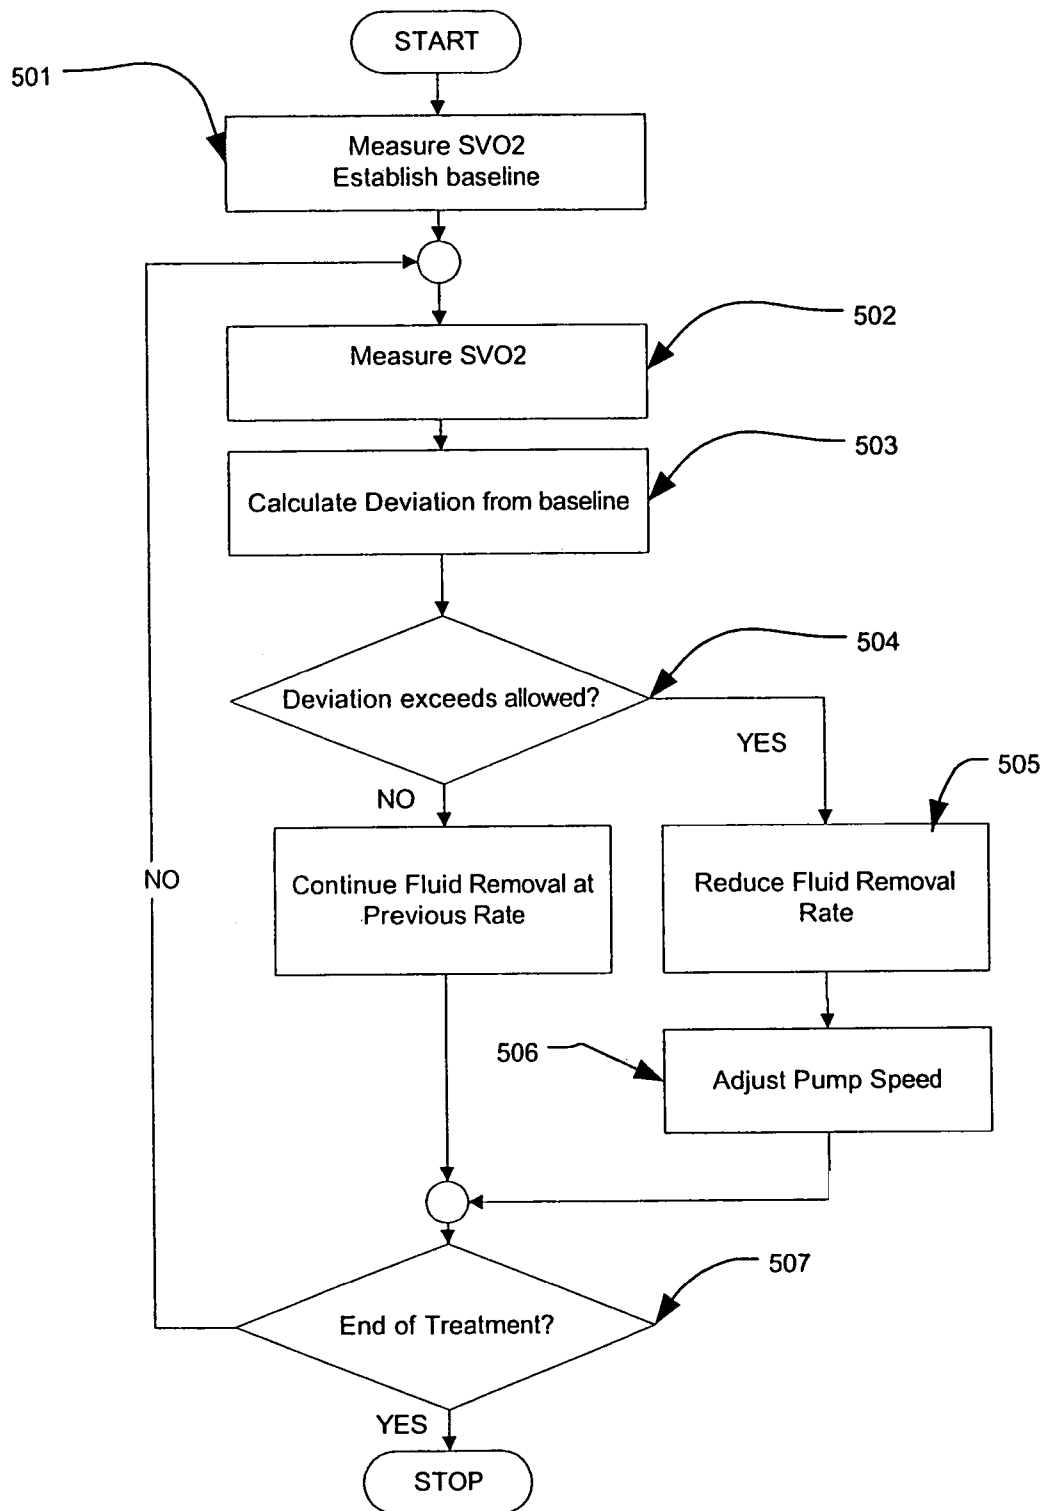 START
501
Measure SVO2
Establish baseline
502
Measure SVO2
503
Calculate Deviation from baseline
504
Deviation exceeds allowed?
YES
505
NO
NO
Continue Fluid Removal at
Previous Rate
Reduce Fluid Removal
Rate
506
Adjust Pump Speed
507
End of Treatment?
YES
STOP